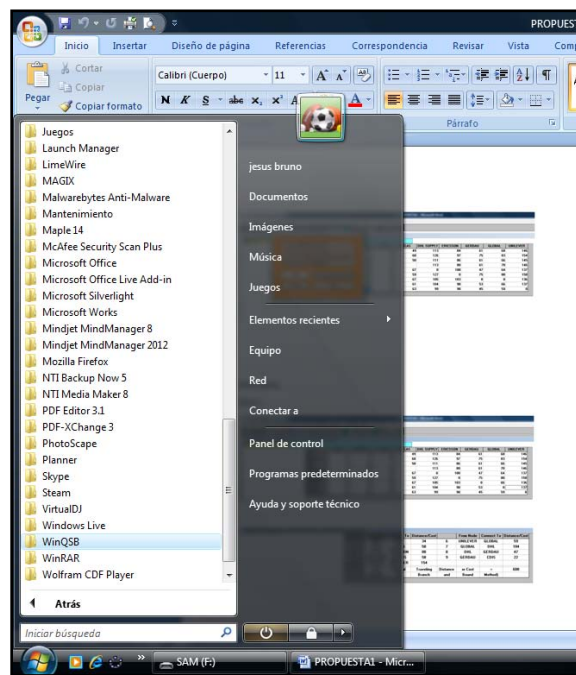 PROPUEST
Inicio Insertar Diseño de página Referencias Correspondencia Revisar Vista Comp
Cortar
Copiar
Pegar
Copiar formato
Calibri (Cuerpo) 11
Párrafo
Juegos
Launch Manager
LimeWire
MAGIX
Malwarebytes Anti-Malware
Mantenimiento
Maple 14
McAfee Security Scan Plus
Microsoft Office
Microsoft Office Live Add-in
Microsoft Silverlight
Microsoft Works
Mindjet MindManager 8
Mindjet MindManager 2012
Mozilla Firefox
NTI Backup Now 5
NTI Media Maker 8
PDF Editor 3.1
PDF-XChange 3
PhotoScape
Planner
Skype
Steam
VirtualDJ
Windows Live
WinQSB
WinRAR
Wolfram CDF Player
Atrás
Iniciar búsqueda
jesus bruno
Documentos
Imágenes
Música
Juegos
Elementos recientes
Equipo
Red
Conectar a
Panel de control
Programas predeterminados
Ayuda y soporte técnico
SAM (F:)
PROPUESTA1 - Micr...